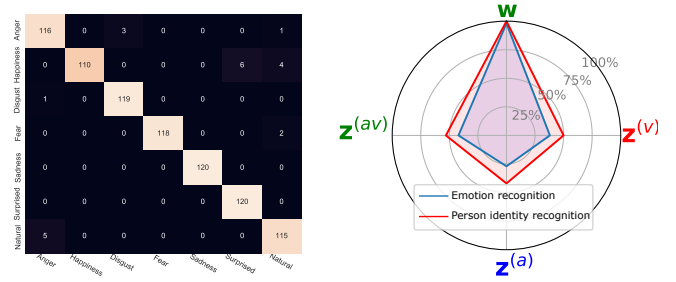 Anger 116 0 3 0 0 0 1
Happiness 0 110 0 0 0 6 4
Disgust 1 0 119 0 0 0 0
Fear 0 0 0 118 0 0 2
Sadness 0 0 0 0 120 0 0
Surprised 0 0 0 0 0 120 0
Natural 5 0 0 0 0 0 115
Anger Happiness Disgust Fear Sadness Surprised Natural
w
100%
75%
50%
25%
z(av)
z(v)
Emotion recognition
Person identity recognition
z(a)